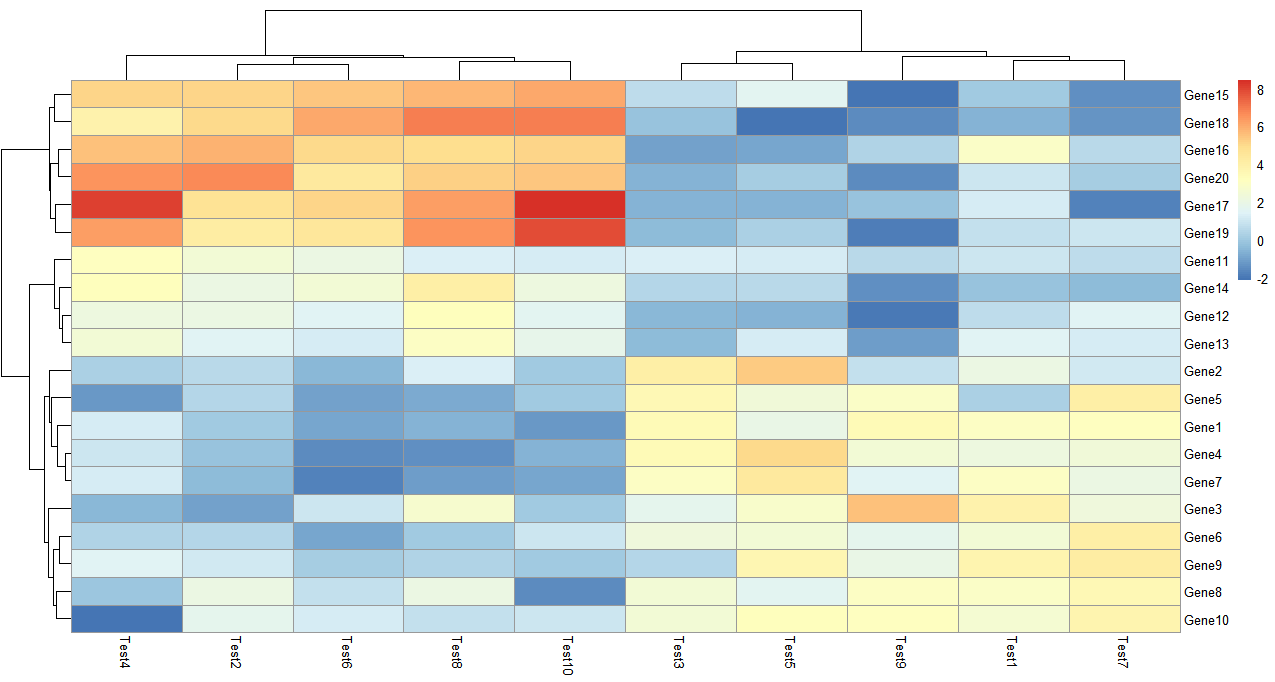 Gene15
Gene18
Gene16
Gene20
Gene17
Gene19
Gene11
Gene14
Gene12
Gene13
Gene2
Gene5
Gene1
Gene4
Gene7
Gene3
Gene6
Gene9
Gene8
Gene10
8
6
4
2
0
-2
Test4
Test2
Test6
Test8
Test10
Test3
Test5
Test9
Test1
Test7